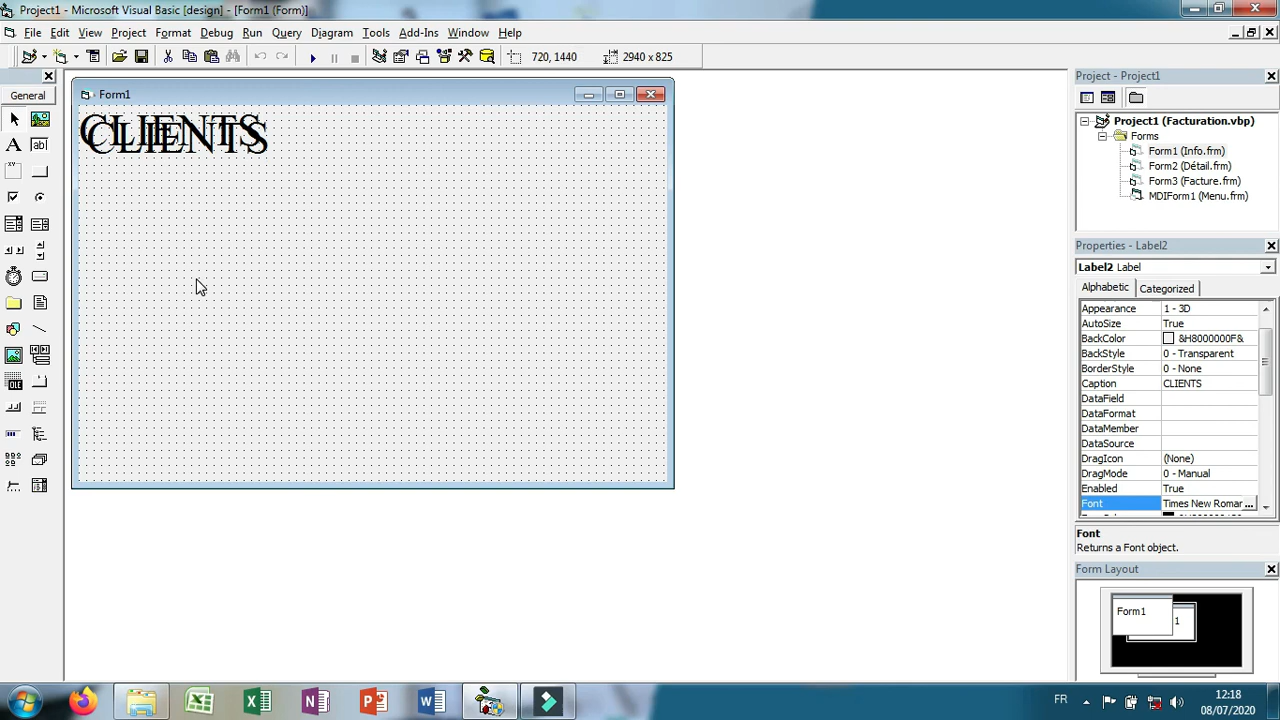 Project1 - Microsoft Visual Basic [design] - [Form1 (Form)]
File Edit View Project Format Debug Run Query Diagram Tools Add-Ins Window Help
720, 1440 2940 x 825
General
A
ab|
xy
OLE
Form1
CLIENTS
CLIENTS
Project - Project1
Project1 (Facturation.vbp)
Forms
Form1 (Info.frm)
Form2 (Détail.frm)
Form3 (Facture.frm)
MDIForm1 (Menu.frm)
Properties - Label2
Label2 Label
Alphabetic Categorized
Appearance 1 - 3D
AutoSize True
BackColor &H8000000F&
BackStyle 0 - Transparent
BorderStyle 0 - None
Caption CLIENTS
DataField
DataFormat
DataMember
DataSource
DragIcon (None)
DragMode 0 - Manual
Enabled True
Font Times New Romar ...
Font
Returns a Font object.
Form Layout
Form1
1
FR
12:18
08/07/2020